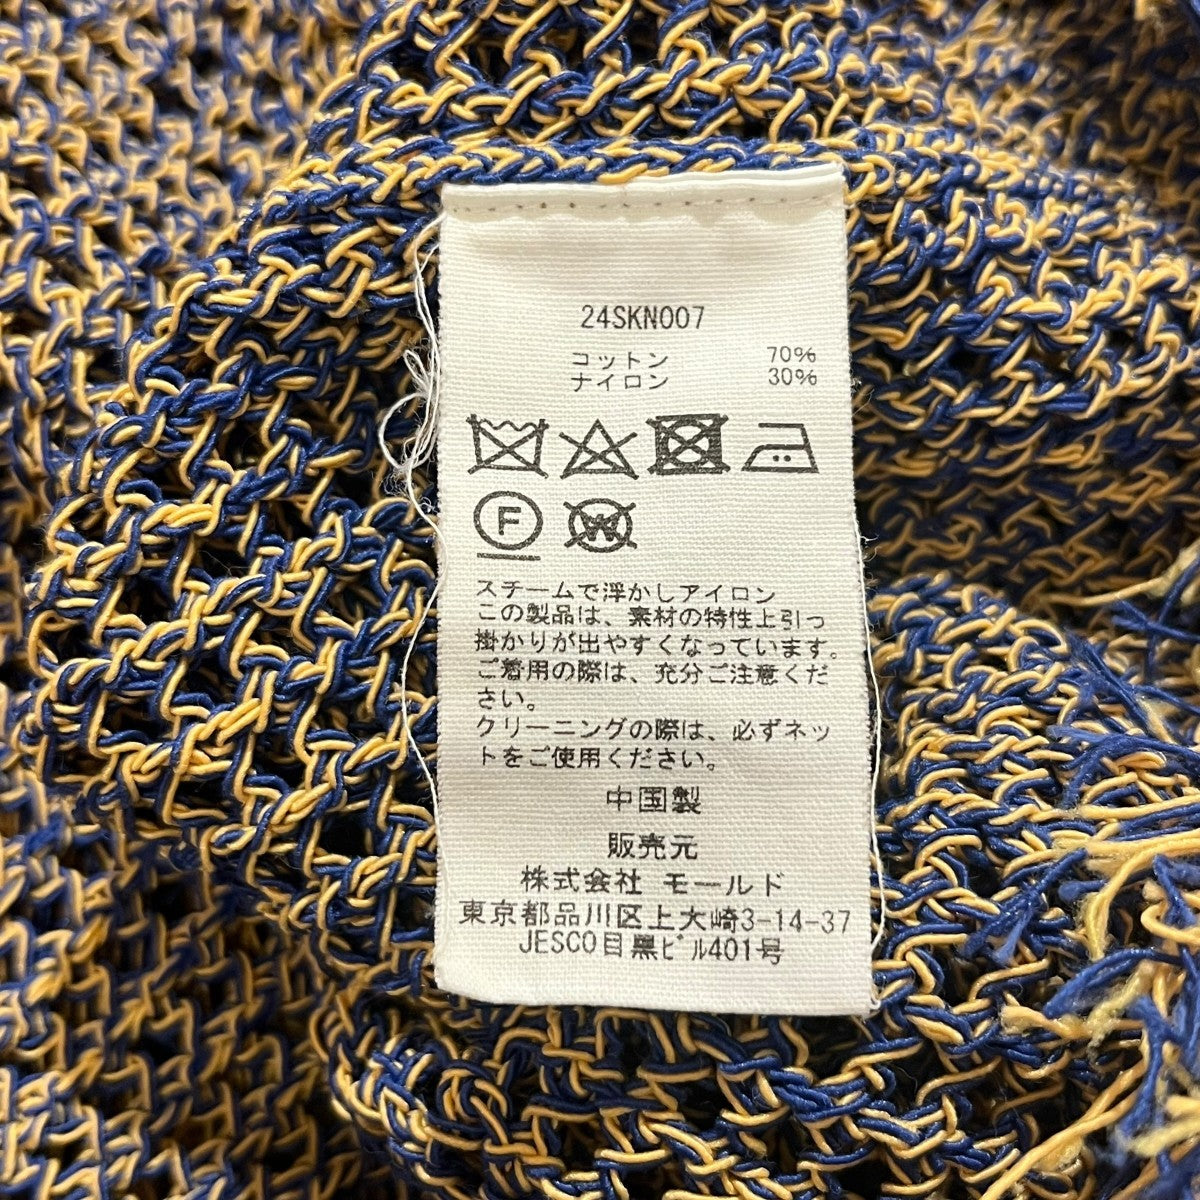 24SKN007
コットン 70%
ナイロン 30%
F W
スチームで浮かしアイロン
この製品は、素材の特性上引っ
掛かりが出やすくなっています。
ご着用の際は、充分ご注意くだ
さい。
クリーニングの際は、必ずネッ
トをご使用ください。
中国製
販売元
株式会社 モールド
東京都品川区上大崎3-14-37
JESCO目黒ﾋﾞﾙ401号